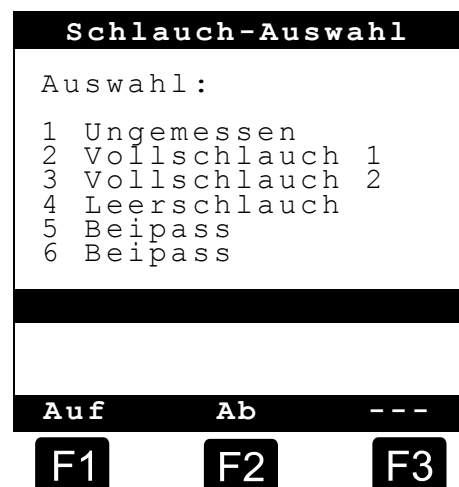 Schlauch-Auswahl
Auswahl:
1 Ungemessen
2 Vollschlauch 1
3 Vollschlauch 2
4 Leerschlauch
5 Beipass
6 Beipass
Auf Ab ---
F1 F2 F3